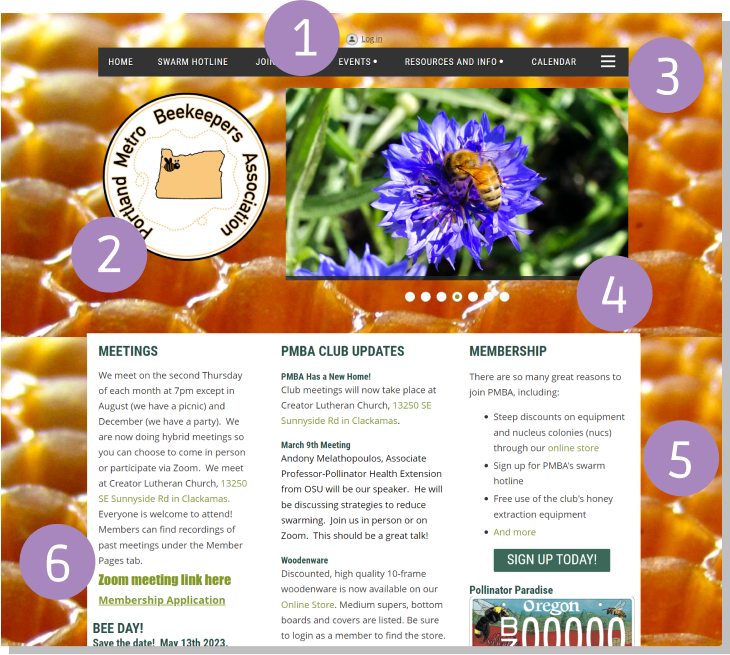 1
Log in
HOME SWARM HOTLINE EVENTS • RESOURCES AND INFO • CALENDAR
3
Portland Metro Beekeepers Association
2
4
MEETINGS
We meet on the second Thursday
of each month at 7pm except in
August (we have a picnic) and
December (we have a party). We
are now doing hybrid meetings so
you can choose to come in person
or participate via Zoom. We meet
at Creator Lutheran Church, 13250
SE Sunnyside Rd in Clackamas.
Everyone is welcome to attend!
Members can find recordings of
past meetings under the Member
Pages tab.
Zoom meeting link here
Membership Application
BEE DAY!
Save the date! May 13th 2023.
6
PMBA CLUB UPDATES
PMBA Has a New Home!
Club meetings will now take place at
Creator Lutheran Church, 13250 SE
Sunnyside Rd in Clackamas.
March 9th Meeting
Andony Melathopoulos, Associate
Professor-Pollinator Health Extension
from OSU will be our speaker. He will
be discussing strategies to reduce
swarming. Join us in person or on
Zoom. This should be a great talk!
Woodenware
Discounted, high quality 10-frame
woodenware is now available on our
Online Store. Medium supers, bottom
boards and covers are listed. Be sure
to login as a member to find the store.
MEMBERSHIP
There are so many great reasons to
join PMBA, including:
• Steep discounts on equipment
and nucleus colonies (nucs)
through our online store
• Sign up for PMBA's swarm
hotline
• Free use of the club's honey
extraction equipment
• And more
SIGN UP TODAY!
Pollinator Paradise
Oregon
00000
5